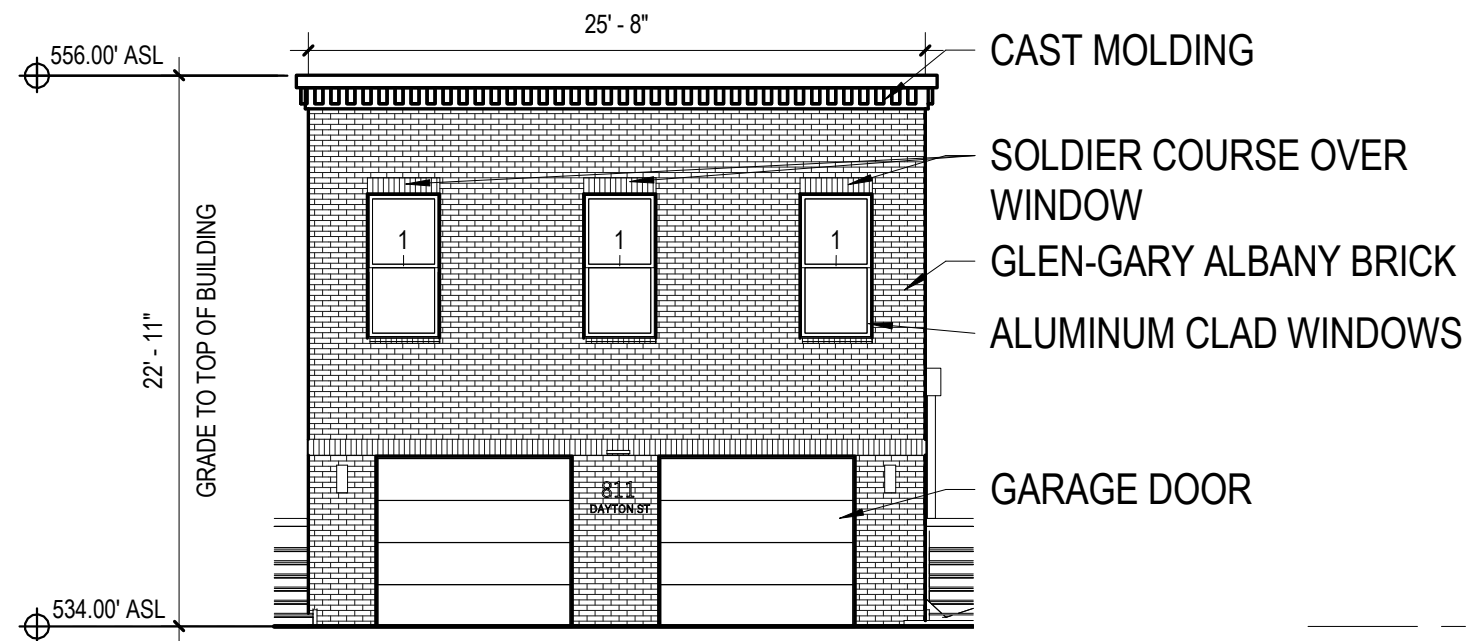 25' - 8"
556.00' ASL
CAST MOLDING
SOLDIER COURSE OVER
WINDOW
GLEN-GARY ALBANY BRICK
ALUMINUM CLAD WINDOWS
1
1
1
22' - 11"
GRADE TO TOP OF BUILDING
GARAGE DOOR
811
DAYTON ST
534.00' ASL